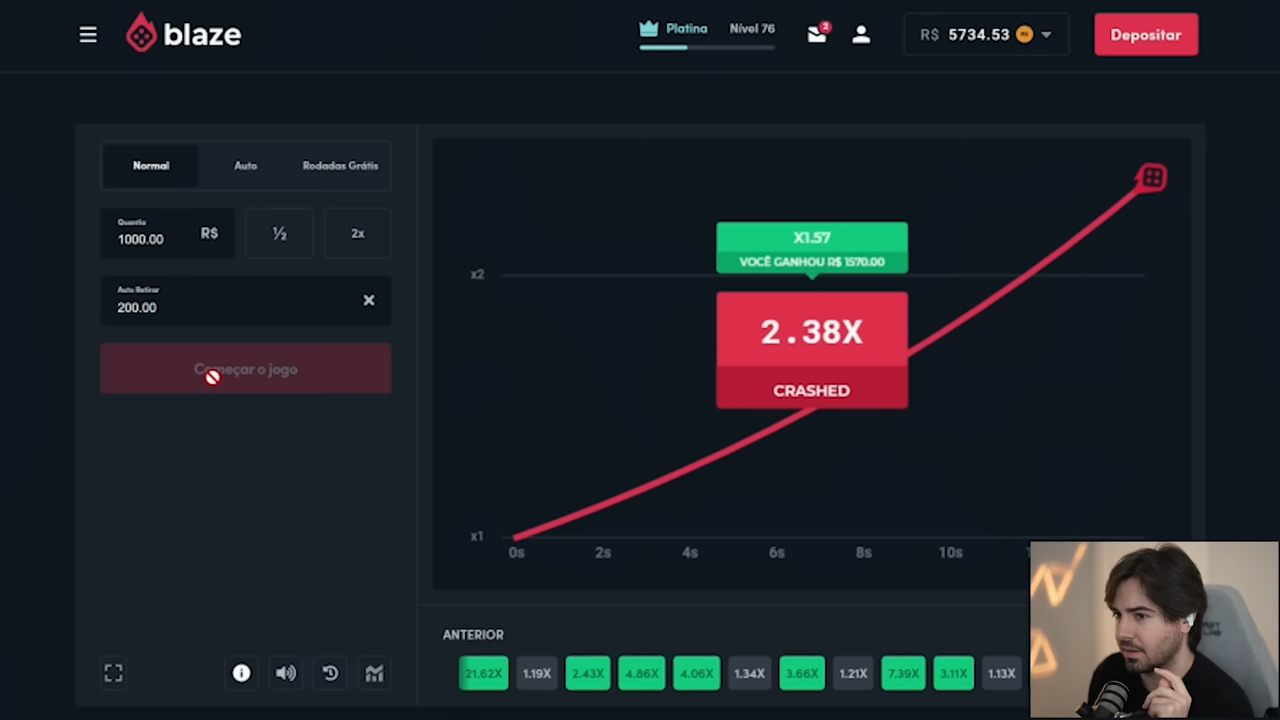 blaze
Platina
Nível 76
2
R$ 5734.53
Depositar
Normal
Auto
Rodadas Grátis
Quantia
1000.00
R$
½
2x
Auto Retirar
200.00
Começar o jogo
X1.57
VOCÊ GANHOU R$ 1570.00
x2
2.38X
CRASHED
x1
0s
2s
4s
6s
8s
10s
ANTERIOR
21.62X
1.19X
2.43X
4.86X
4.06X
1.34X
3.66X
1.21X
7.39X
3.11X
1.13X